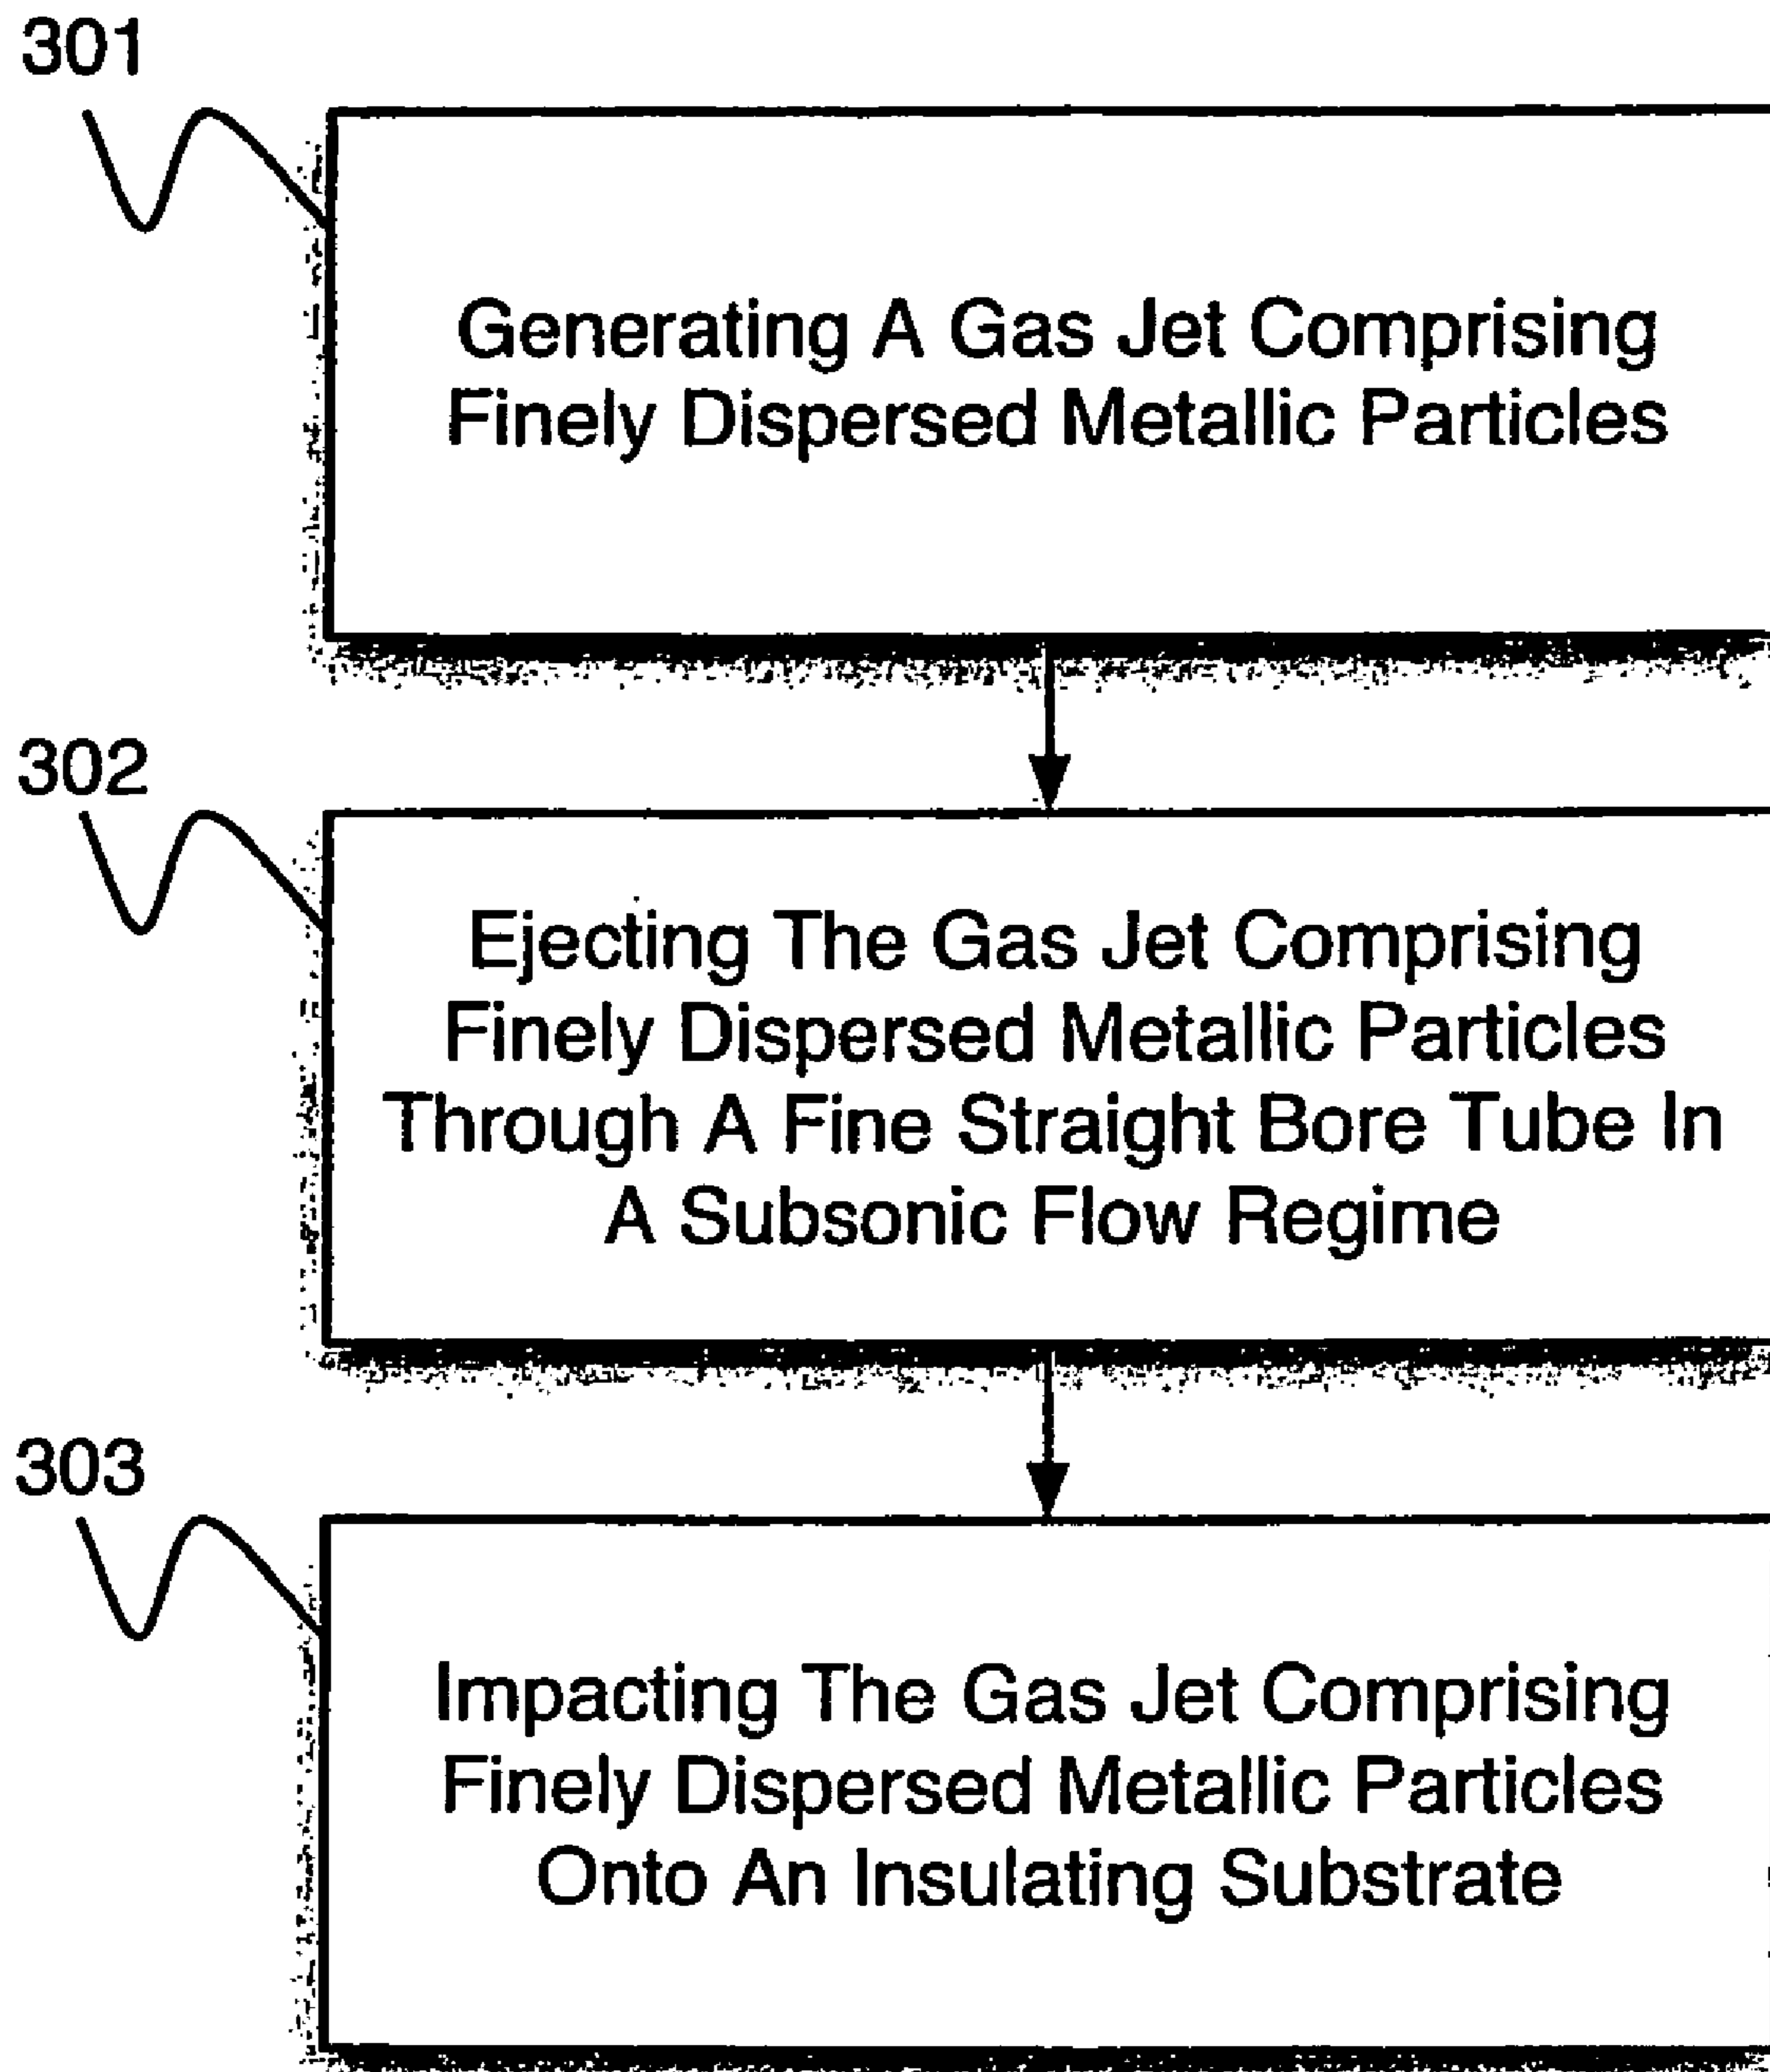 301
Generating A Gas Jet Comprising
Finely Dispersed Metallic Particles
302
Ejecting The Gas Jet Comprising
Finely Dispersed Metallic Particles
Through A Fine Straight Bore Tube In
A Subsonic Flow Regime
303
Impacting The Gas Jet Comprising
Finely Dispersed Metallic Particles
Onto An Insulating Substrate